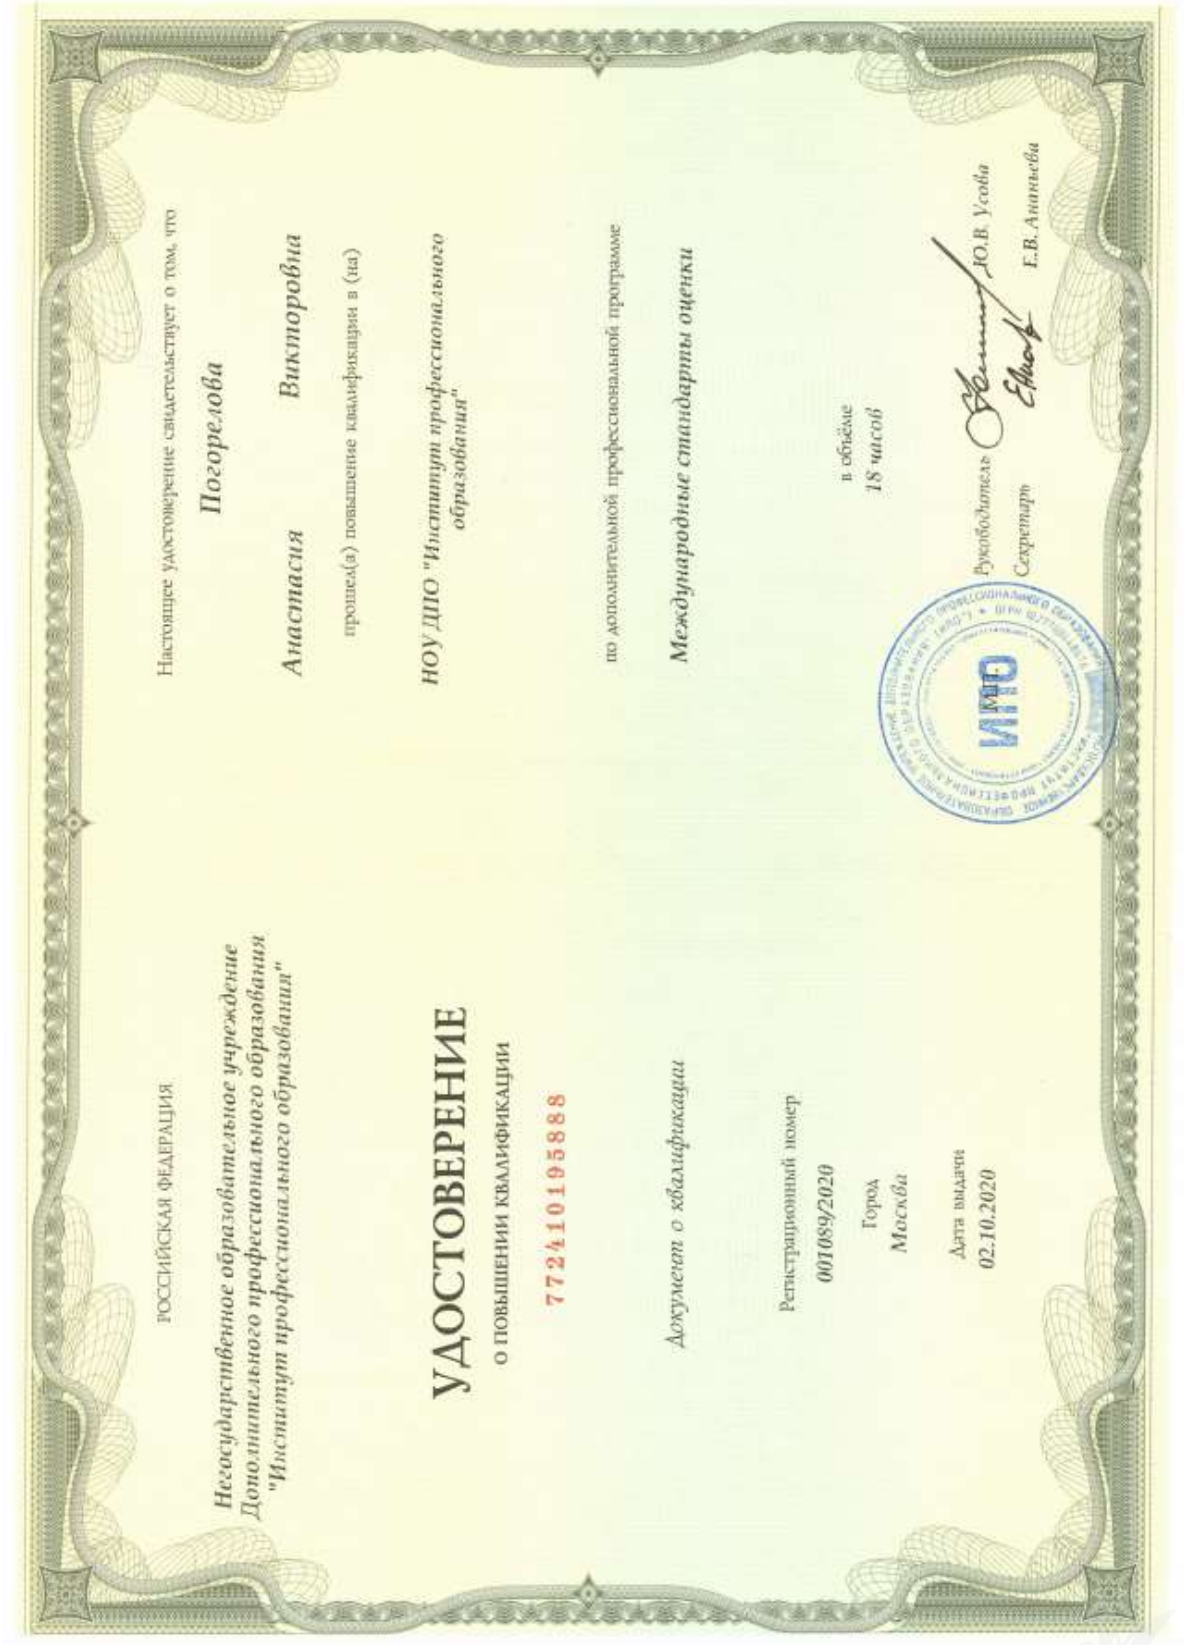 РОССИЙСКАЯ ФЕДЕРАЦИЯ
Негосударственное образовательное учреждение
Дополнительного профессионального образования
"Институт профессионального образования"
УДОСТОВЕРЕНИЕ
О ПОВЫШЕНИИ КВАЛИФИКАЦИИ
772410195888
Документ о квалификации
Регистрационный номер
001089/2020
Город
Москва
Дата выдачи
02.10.2020
Настоящее удостоверение свидетельствует о том, что
Погорелова
Анастасия Викторовна
прошел(а) повышение квалификации в (на)
НОУ ДПО "Институт профессионального
образования"
по дополнительной профессиональной программе
Международные стандарты оценки
в объёме
18 часов
Руководитель Ю.В. Усова
Секретарь Е.В. Ананьева
М.П.
ИПО